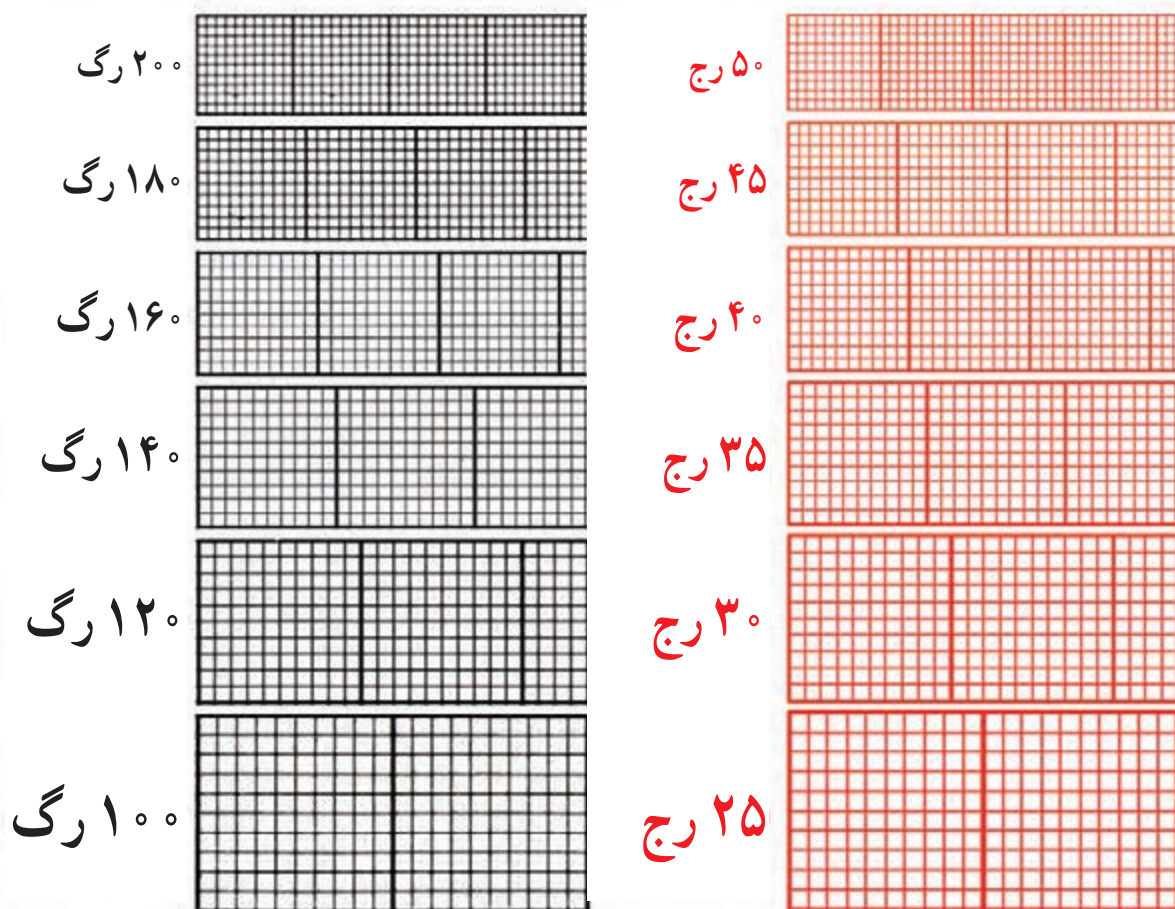 ۵۰ رج
۲۰۰ رگ
۴۵ رج
۱۸۰ رگ
۴۰ رج
۱۶۰ رگ
۳۵ رج
۱۴۰ رگ
۳۰ رج
۱۲۰ رگ
۲۵ رج
۱۰۰ رگ